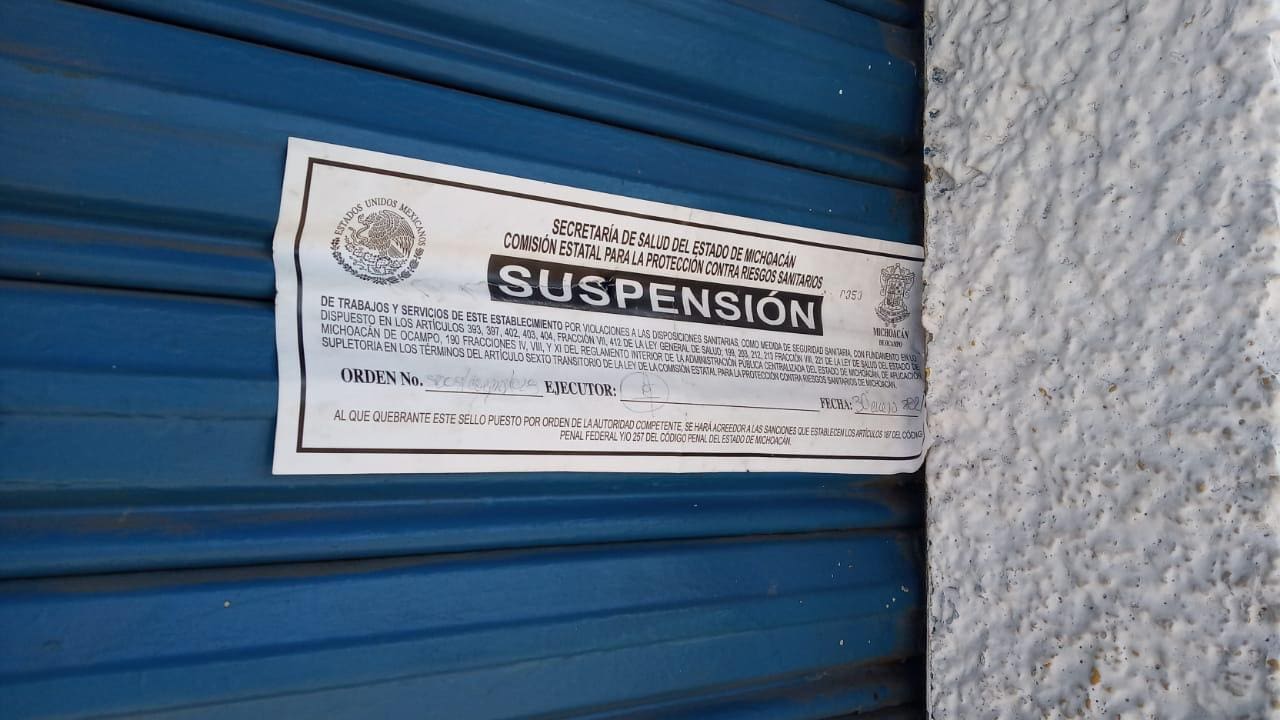 ESTADOS UNIDOS MEXICANOS
SECRETARÍA DE SALUD DEL ESTADO DE MICHOACÁN
COMISIÓN ESTATAL PARA LA PROTECCIÓN CONTRA RIESGOS SANITARIOS
SUSPENSIÓN
MICHOACÁN
DE OCAMPO
DE TRABAJOS Y SERVICIOS DE ESTE ESTABLECIMIENTO POR VIOLACIONES A LAS DISPOSICIONES SANITARIAS, COMO MEDIDA DE SEGURIDAD SANITARIA, CON FUNDAMENTO EN LO
DISPUESTO EN LOS ARTÍCULOS 393, 397, 402, 403, 404, FRACCIÓN VII, 412 DE LA LEY GENERAL DE SALUD; 199, 203, 212, 213 FRACCIÓN VIII, 221 DE LA LEY DE SALUD DEL ESTADO DE
MICHOACÁN DE OCAMPO, 190 FRACCIONES IV, VIII, Y XI DEL REGLAMENTO INTERIOR DE LA ADMINISTRACIÓN PÚBLICA CENTRALIZADA DEL ESTADO DE MICHOACÁN, DE APLICACIÓN
SUPLETORIA EN LOS TÉRMINOS DEL ARTÍCULO SEXTO TRANSITORIO DE LA LEY DE LA COMISIÓN ESTATAL PARA LA PROTECCIÓN CONTRA RIESGOS SANITARIOS DE MICHOACÁN.
ORDEN No. EJECUTOR: FECHA: 30
AL QUE QUEBRANTE ESTE SELLO PUESTO POR ORDEN DE LA AUTORIDAD COMPETENTE, SE HARÁ ACREEDOR A LAS SANCIONES QUE ESTABLECEN LOS ARTÍCULOS 187 DEL CÓDIG
PENAL FEDERAL Y/O 257 DEL CÓDIGO PENAL DEL ESTADO DE MICHOACÁN.